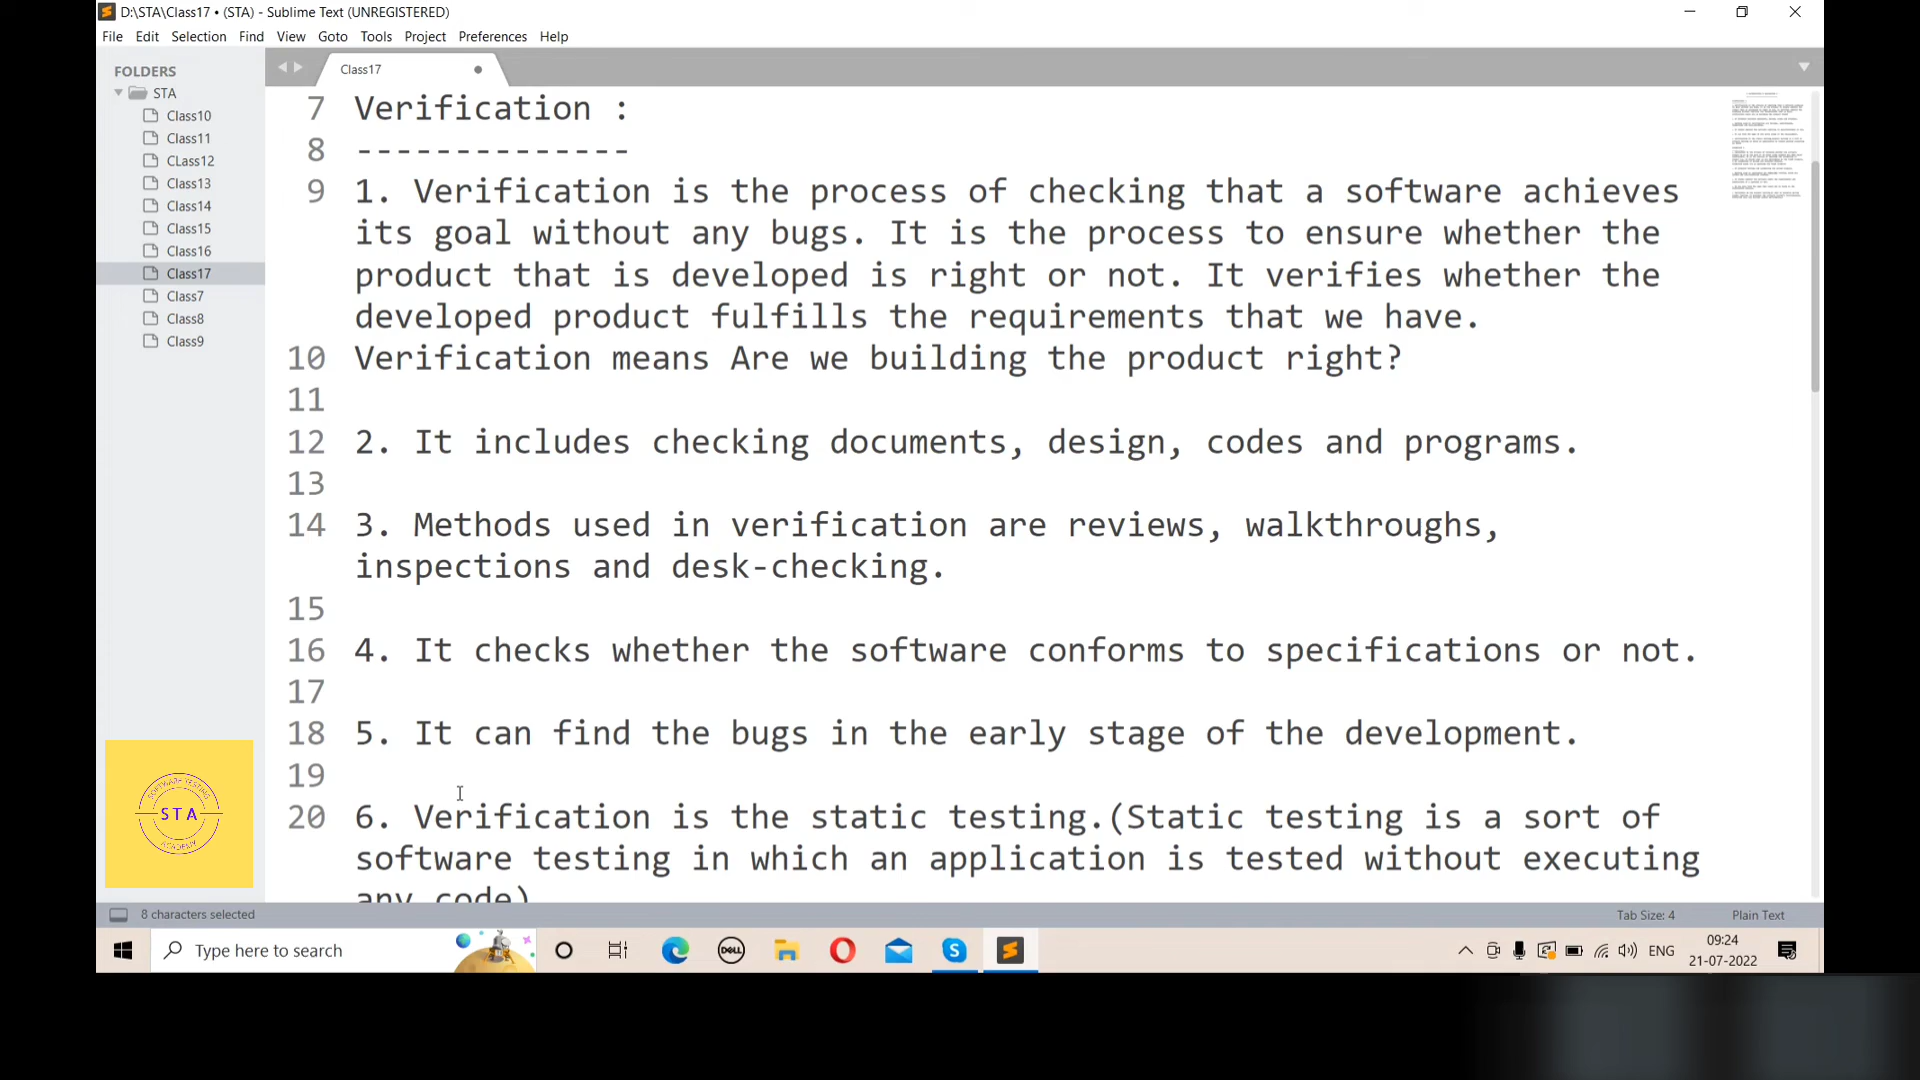 D:\STA\Class17 • (STA) - Sublime Text (UNREGISTERED)
File Edit Selection Find View Goto Tools Project Preferences Help
FOLDERS
STA
Class10
Class11
CLass12
Class13
Class14
Class15
Class16
Class17
Class7
Class8
Class9
Class17
7 Verification :
8 --------------
9 1. Verification is the process of checking that a software achieves
its goal without any bugs. It is the process to ensure whether the
product that is developed is right or not. It verifies whether the
developed product fulfills the requirements that we have.
10 Verification means Are we building the product right?
11
12 2. It includes checking documents, design, codes and programs.
13
14 3. Methods used in verification are reviews, walkthroughs,
inspections and desk-checking.
15
16 4. It checks whether the software conforms to specifications or not.
17
18 5. It can find the bugs in the early stage of the development.
19
20 6. Verification is the static testing.(Static testing is a sort of
software testing in which an application is tested without executing
any code)
SOFTWARE TESTING
STA
ACADEMY
8 characters selected
Tab Size: 4
Plain Text
Type here to search
DELL
ENG
09:24
21-07-2022